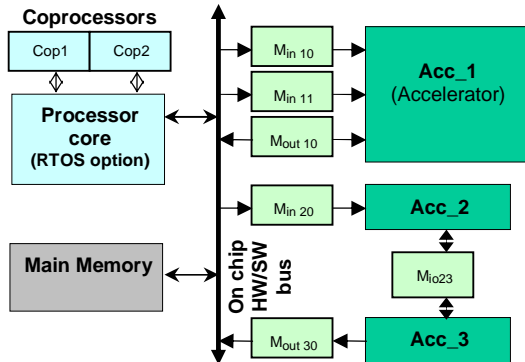 Coprocessors
Cop1
Cop2
Processor
core
(RTOS option)
Main Memory
On chip
HW/SW
bus
Min 10
Min 11
Mout 10
Min 20
Mio23
Mout 30
Acc_1
(Accelerator)
Acc_2
Acc_3